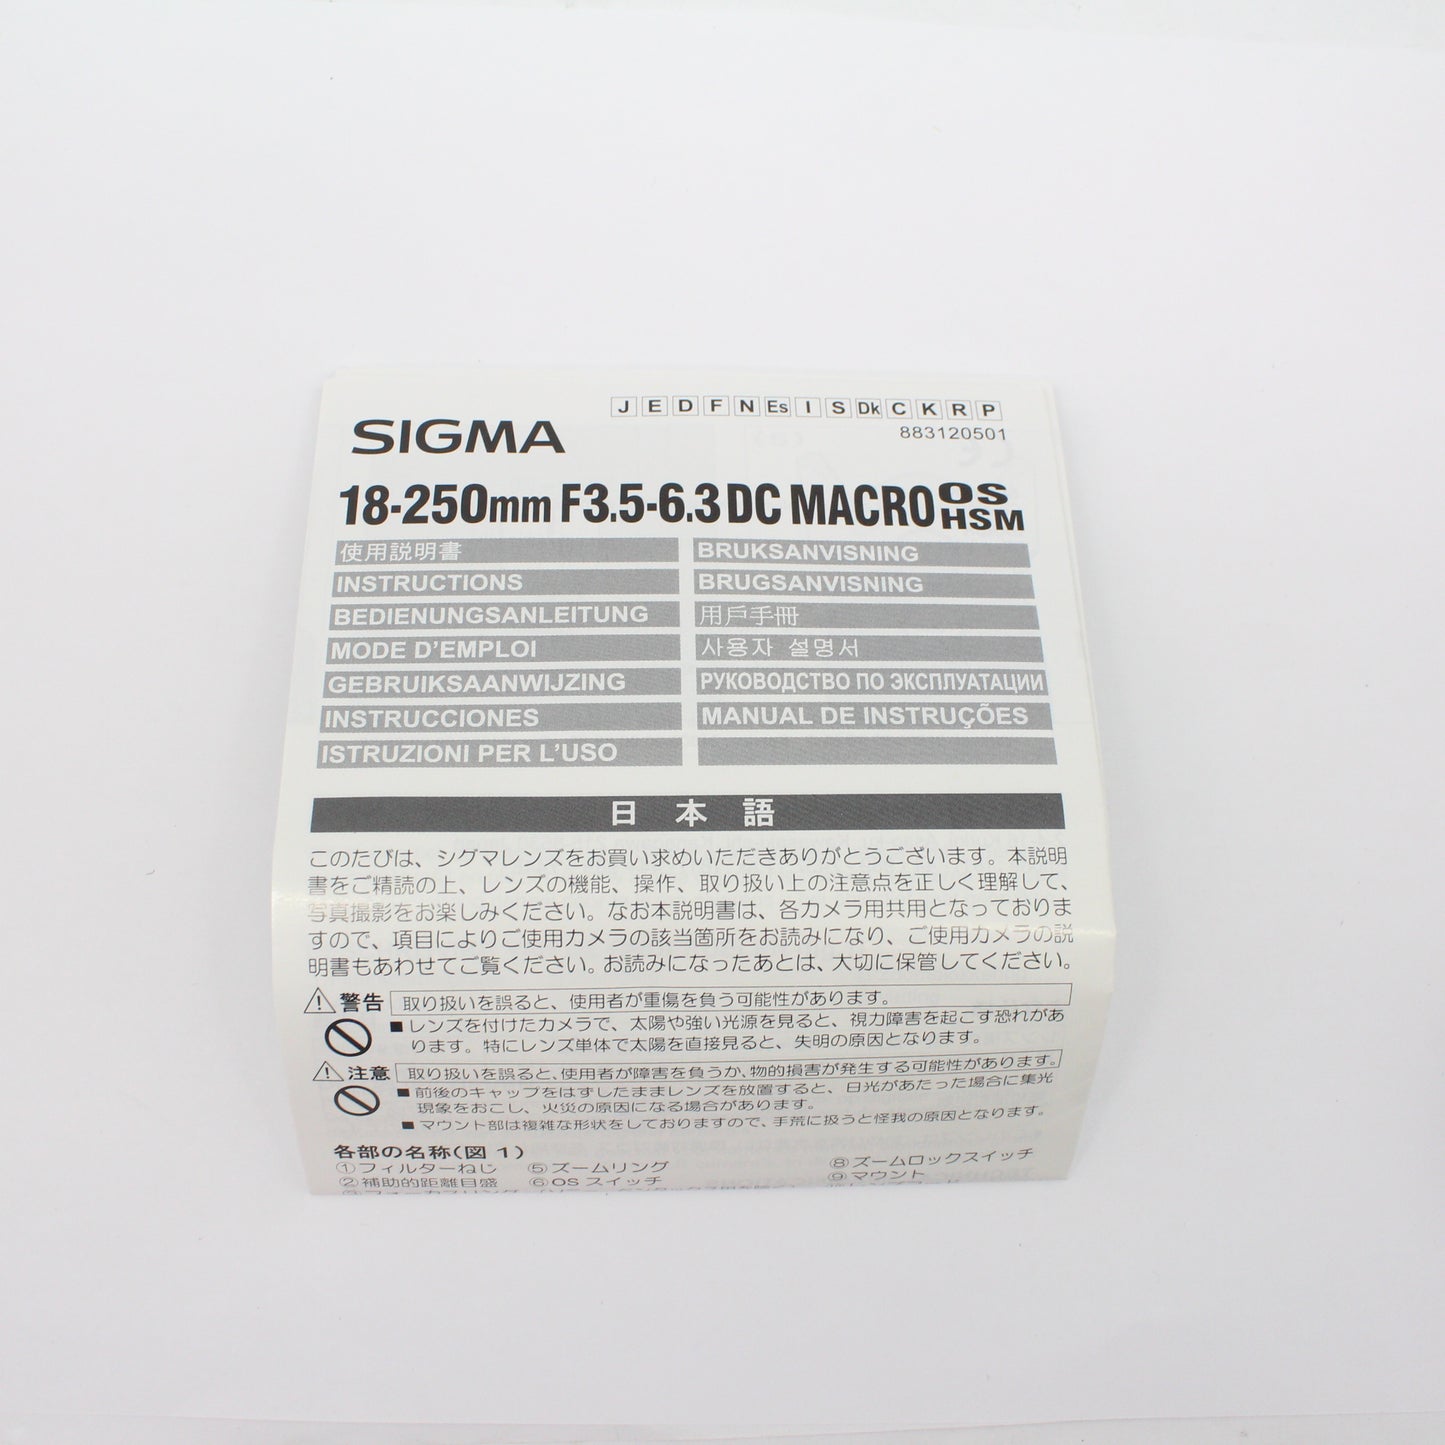 J E D F N Es I S Dk C K R P
SIGMA
883120501
18-250mm F3.5-6.3 DC MACRO OS HSM
使用説明書
INSTRUCTIONS
BEDIENUNGSANLEITUNG
MODE D'EMPLOI
GEBRUIKSAANWIJZING
INSTRUCCIONES
ISTRUZIONI PER L'USO
BRUKSANVISNING
BRUGSANVISNING
用戶手冊
사용자 설명서
РУКОВОДСТВО ПО ЭКСПЛУАТАЦИИ
MANUAL DE INSTRUÇÕES
日本語
このたびは、シグマレンズをお買い求めいただきありがとうございます。本説明
書をご精読の上、レンズの機能、操作、取り扱い上の注意点を正しく理解して、
写真撮影をお楽しみください。なお本説明書は、各カメラ用共用となっておりま
すので、項目によりご使用カメラの該当箇所をお読みになり、ご使用カメラの説
明書もあわせてご覧ください。お読みになったあとは、大切に保管してください。
⚠ 警告 取り扱いを誤ると、使用者が重傷を負う可能性があります。
■レンズを付けたカメラで、太陽や強い光源を見ると、視力障害を起こす恐れがあ
ります。特にレンズ単体で太陽を直接見ると、失明の原因となります。
⚠ 注意 取り扱いを誤ると、使用者が障害を負うか、物的損害が発生する可能性があります。
■前後のキャップをはずしたままレンズを放置すると、日光があたった場合に集光
現象をおこし、火災の原因になる場合があります。
■マウント部は複雑な形状をしておりますので、手荒に扱うと怪我の原因となります。
各部の名称(図1)
①フィルターねじ ⑤ズームリング ⑧ズームロックスイッチ
②補助的距離目盛 ⑥OSスイッチ ⑨マウント
③フォーカスリング